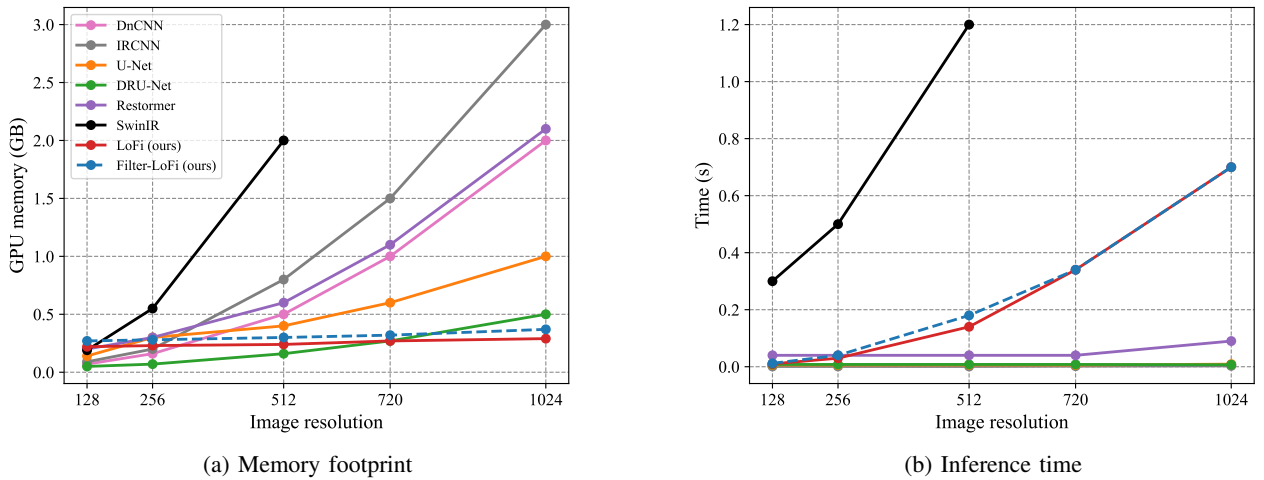 3.0
2.5
2.0
1.5
1.0
0.5
0.0
GPU memory (GB)
DnCNN
IRCNN
U-Net
DRU-Net
Restormer
SwinIR
LoFi (ours)
Filter-LoFi (ours)
128 256 512 720 1024
Image resolution
(a) Memory footprint
1.2
1.0
0.8
0.6
0.4
0.2
0.0
Time (s)
128 256 512 720 1024
Image resolution
(b) Inference time